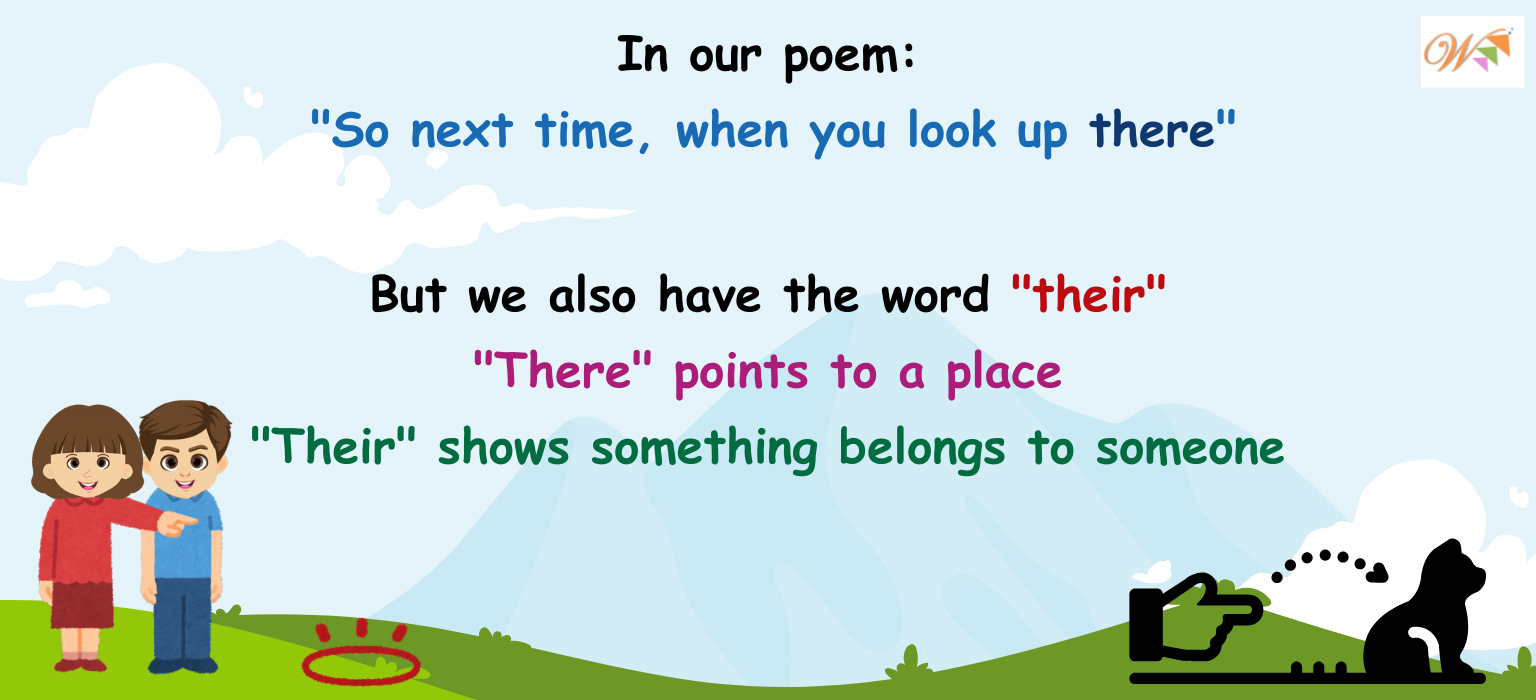 In our poem:
"So next time, when you look up there"
But we also have the word "their"
"There" points to a place
"Their" shows something belongs to someone
W